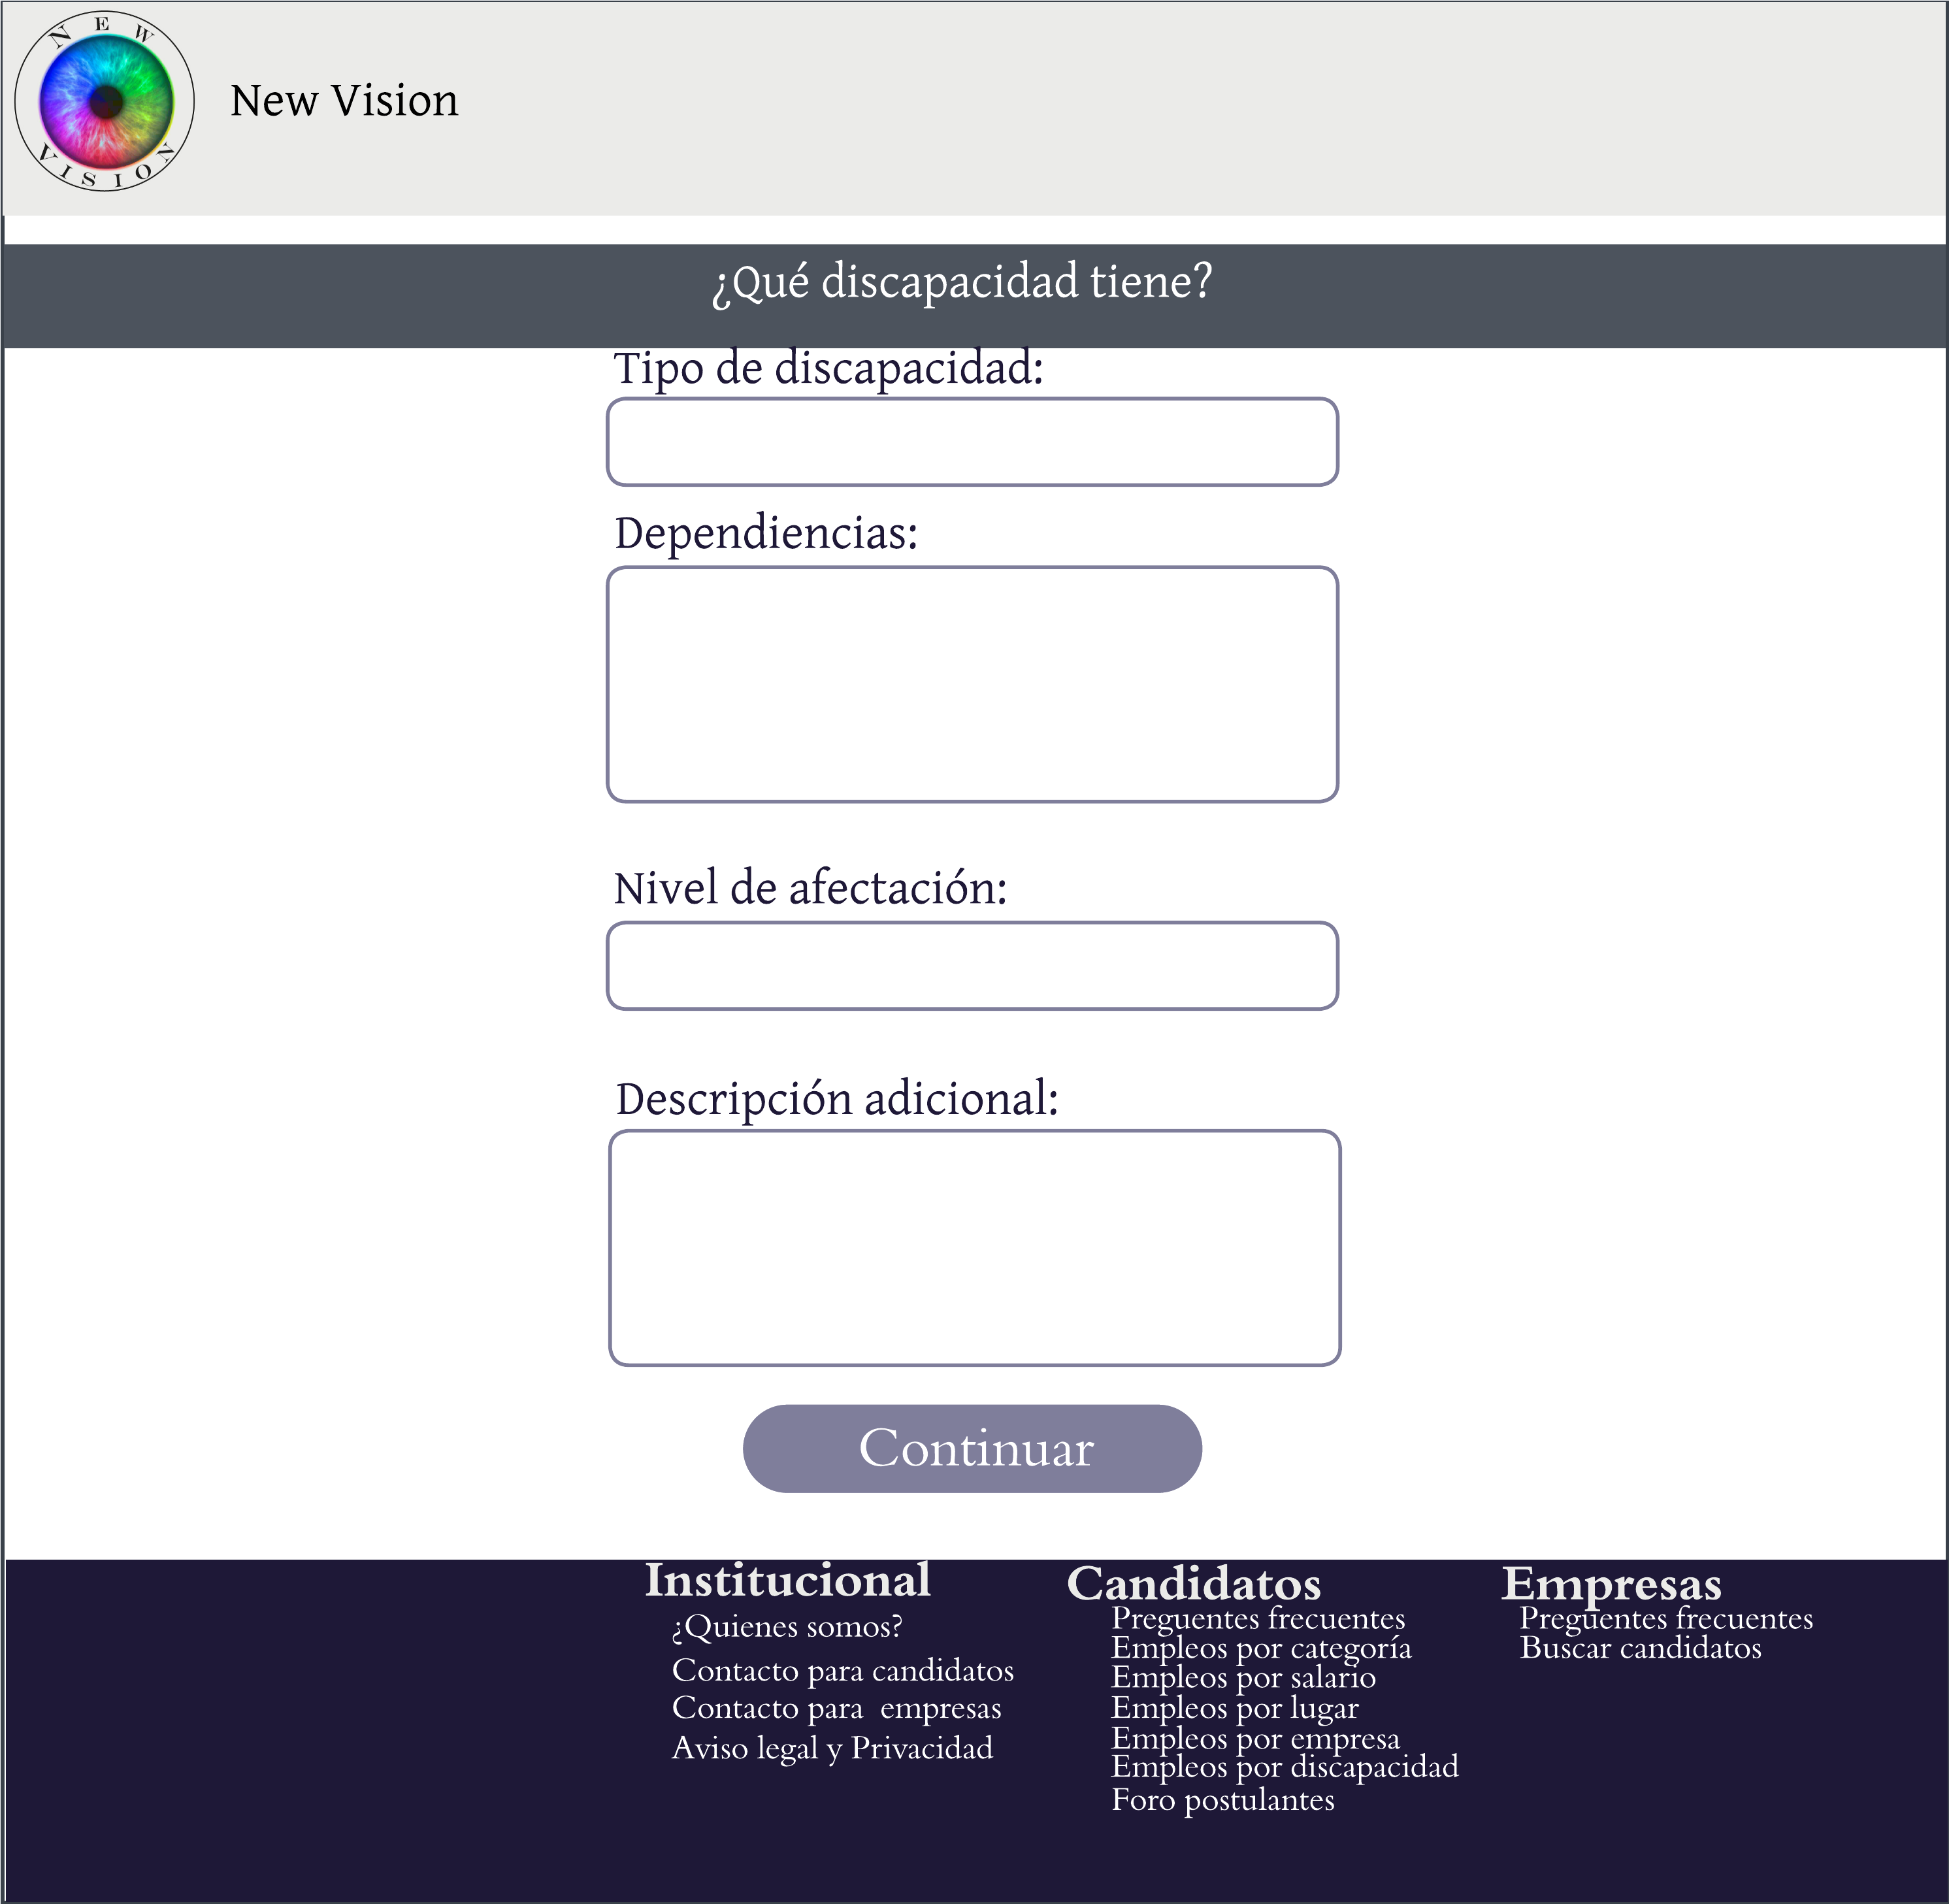 NEW
VISION
New Vision
¿Qué discapacidad tiene?
Tipo de discapacidad:
Dependiencias:
Nivel de afectación:
Descripción adicional:
Continuar
Institucional
¿Quienes somos?
Contacto para candidatos
Contacto para  empresas
Aviso legal y Privacidad
Candidatos
Preguentes frecuentes
Empleos por categoría
Empleos por salario
Empleos por lugar
Empleos por empresa
Empleos por discapacidad
Foro postulantes
Empresas
Preguentes frecuentes
Buscar candidatos